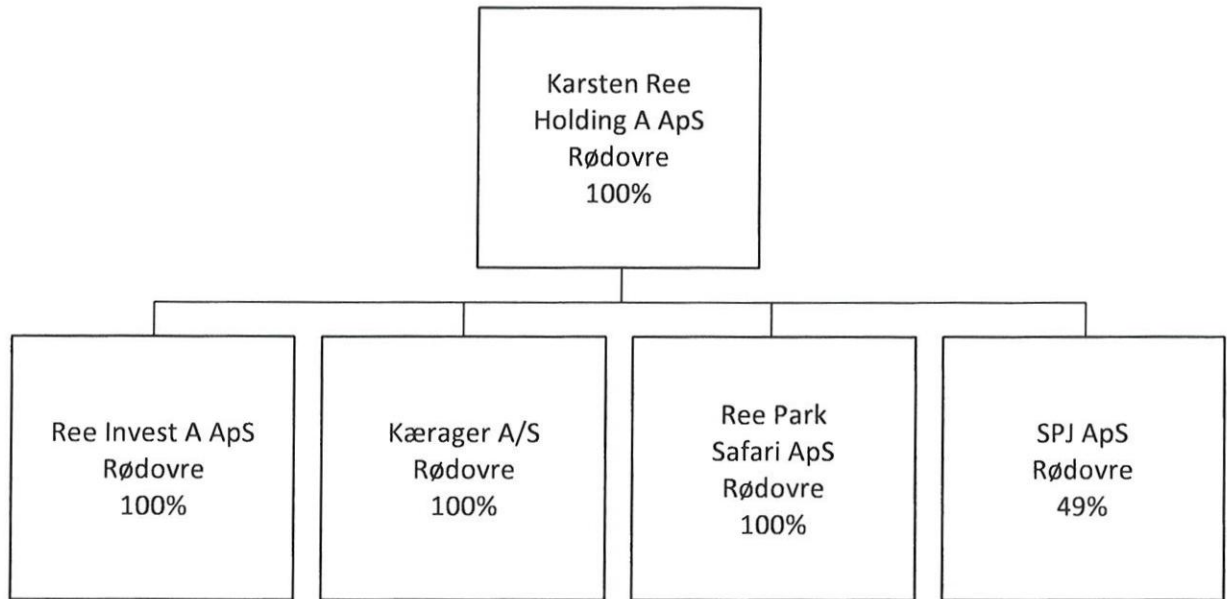 Karsten Ree
Holding A ApS
Rødovre
100%
Ree Invest A ApS
Rødovre
100%
Kærager A/S
Rødovre
100%
Ree Park
Safari ApS
Rødovre
100%
SPJ ApS
Rødovre
49%